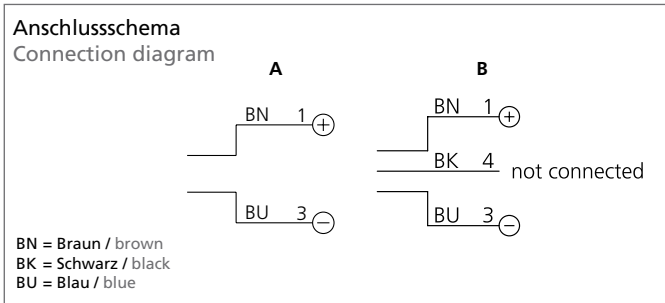 Anschlussschema
Connection diagram
A
B
BN 1 +
BU 3 −
BN 1 +
BK 4 not connected
BU 3 −
BN = Braun / brown
BK = Schwarz / black
BU = Blau / blue